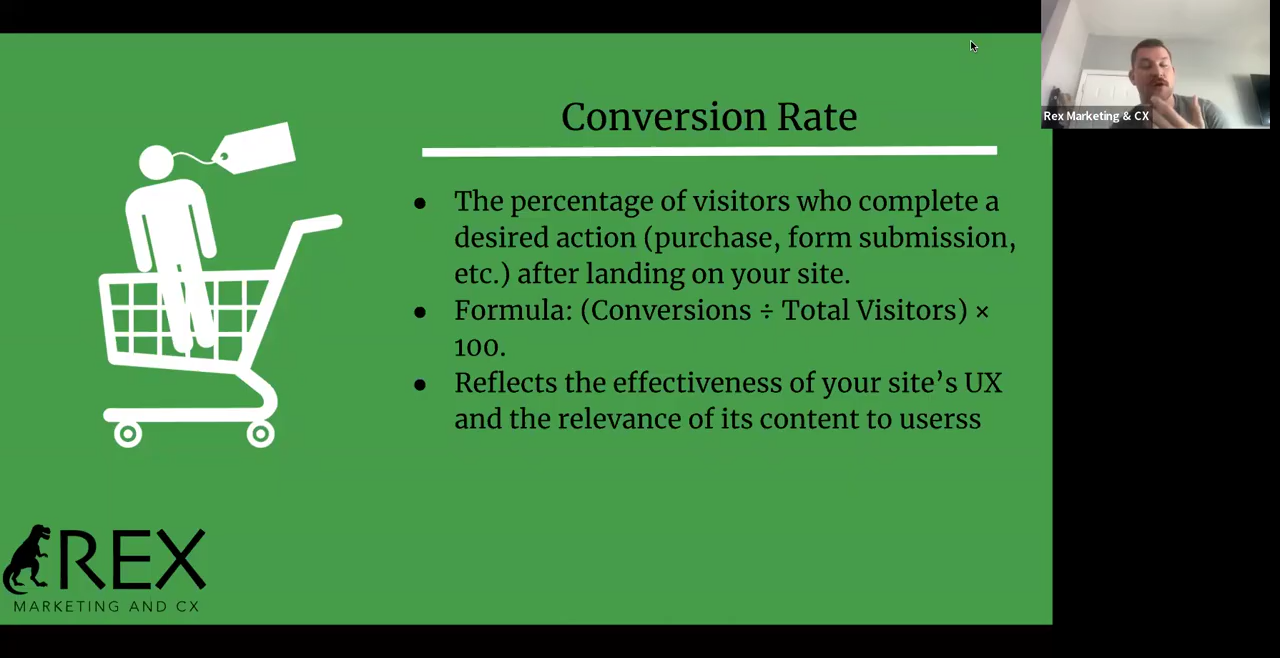 Conversion Rate
● The percentage of visitors who complete a
desired action (purchase, form submission,
etc.) after landing on your site.
● Formula: (Conversions ÷ Total Visitors) ×
100.
● Reflects the effectiveness of your site’s UX
and the relevance of its content to userss
REX
MARKETING AND CX
Rex Marketing & CX